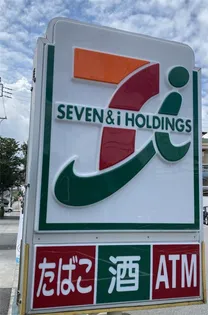 SEVEN & i HOLDINGS
たばこ 酒 ATM